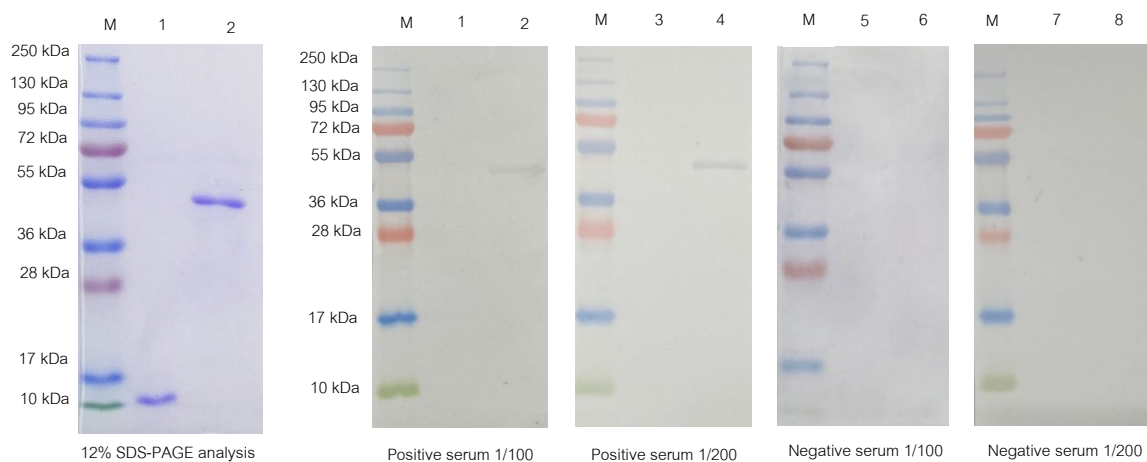 M 1 2
250 kDa
130 kDa
95 kDa
72 kDa
55 kDa
36 kDa
28 kDa
17 kDa
10 kDa
12% SDS-PAGE analysis
M 1 2
250 kDa
130 kDa
95 kDa
72 kDa
55 kDa
36 kDa
28 kDa
17 kDa
10 kDa
Positive serum 1/100
M 3 4
Positive serum 1/200
M 5 6
Negative serum 1/100
M 7 8
Negative serum 1/200